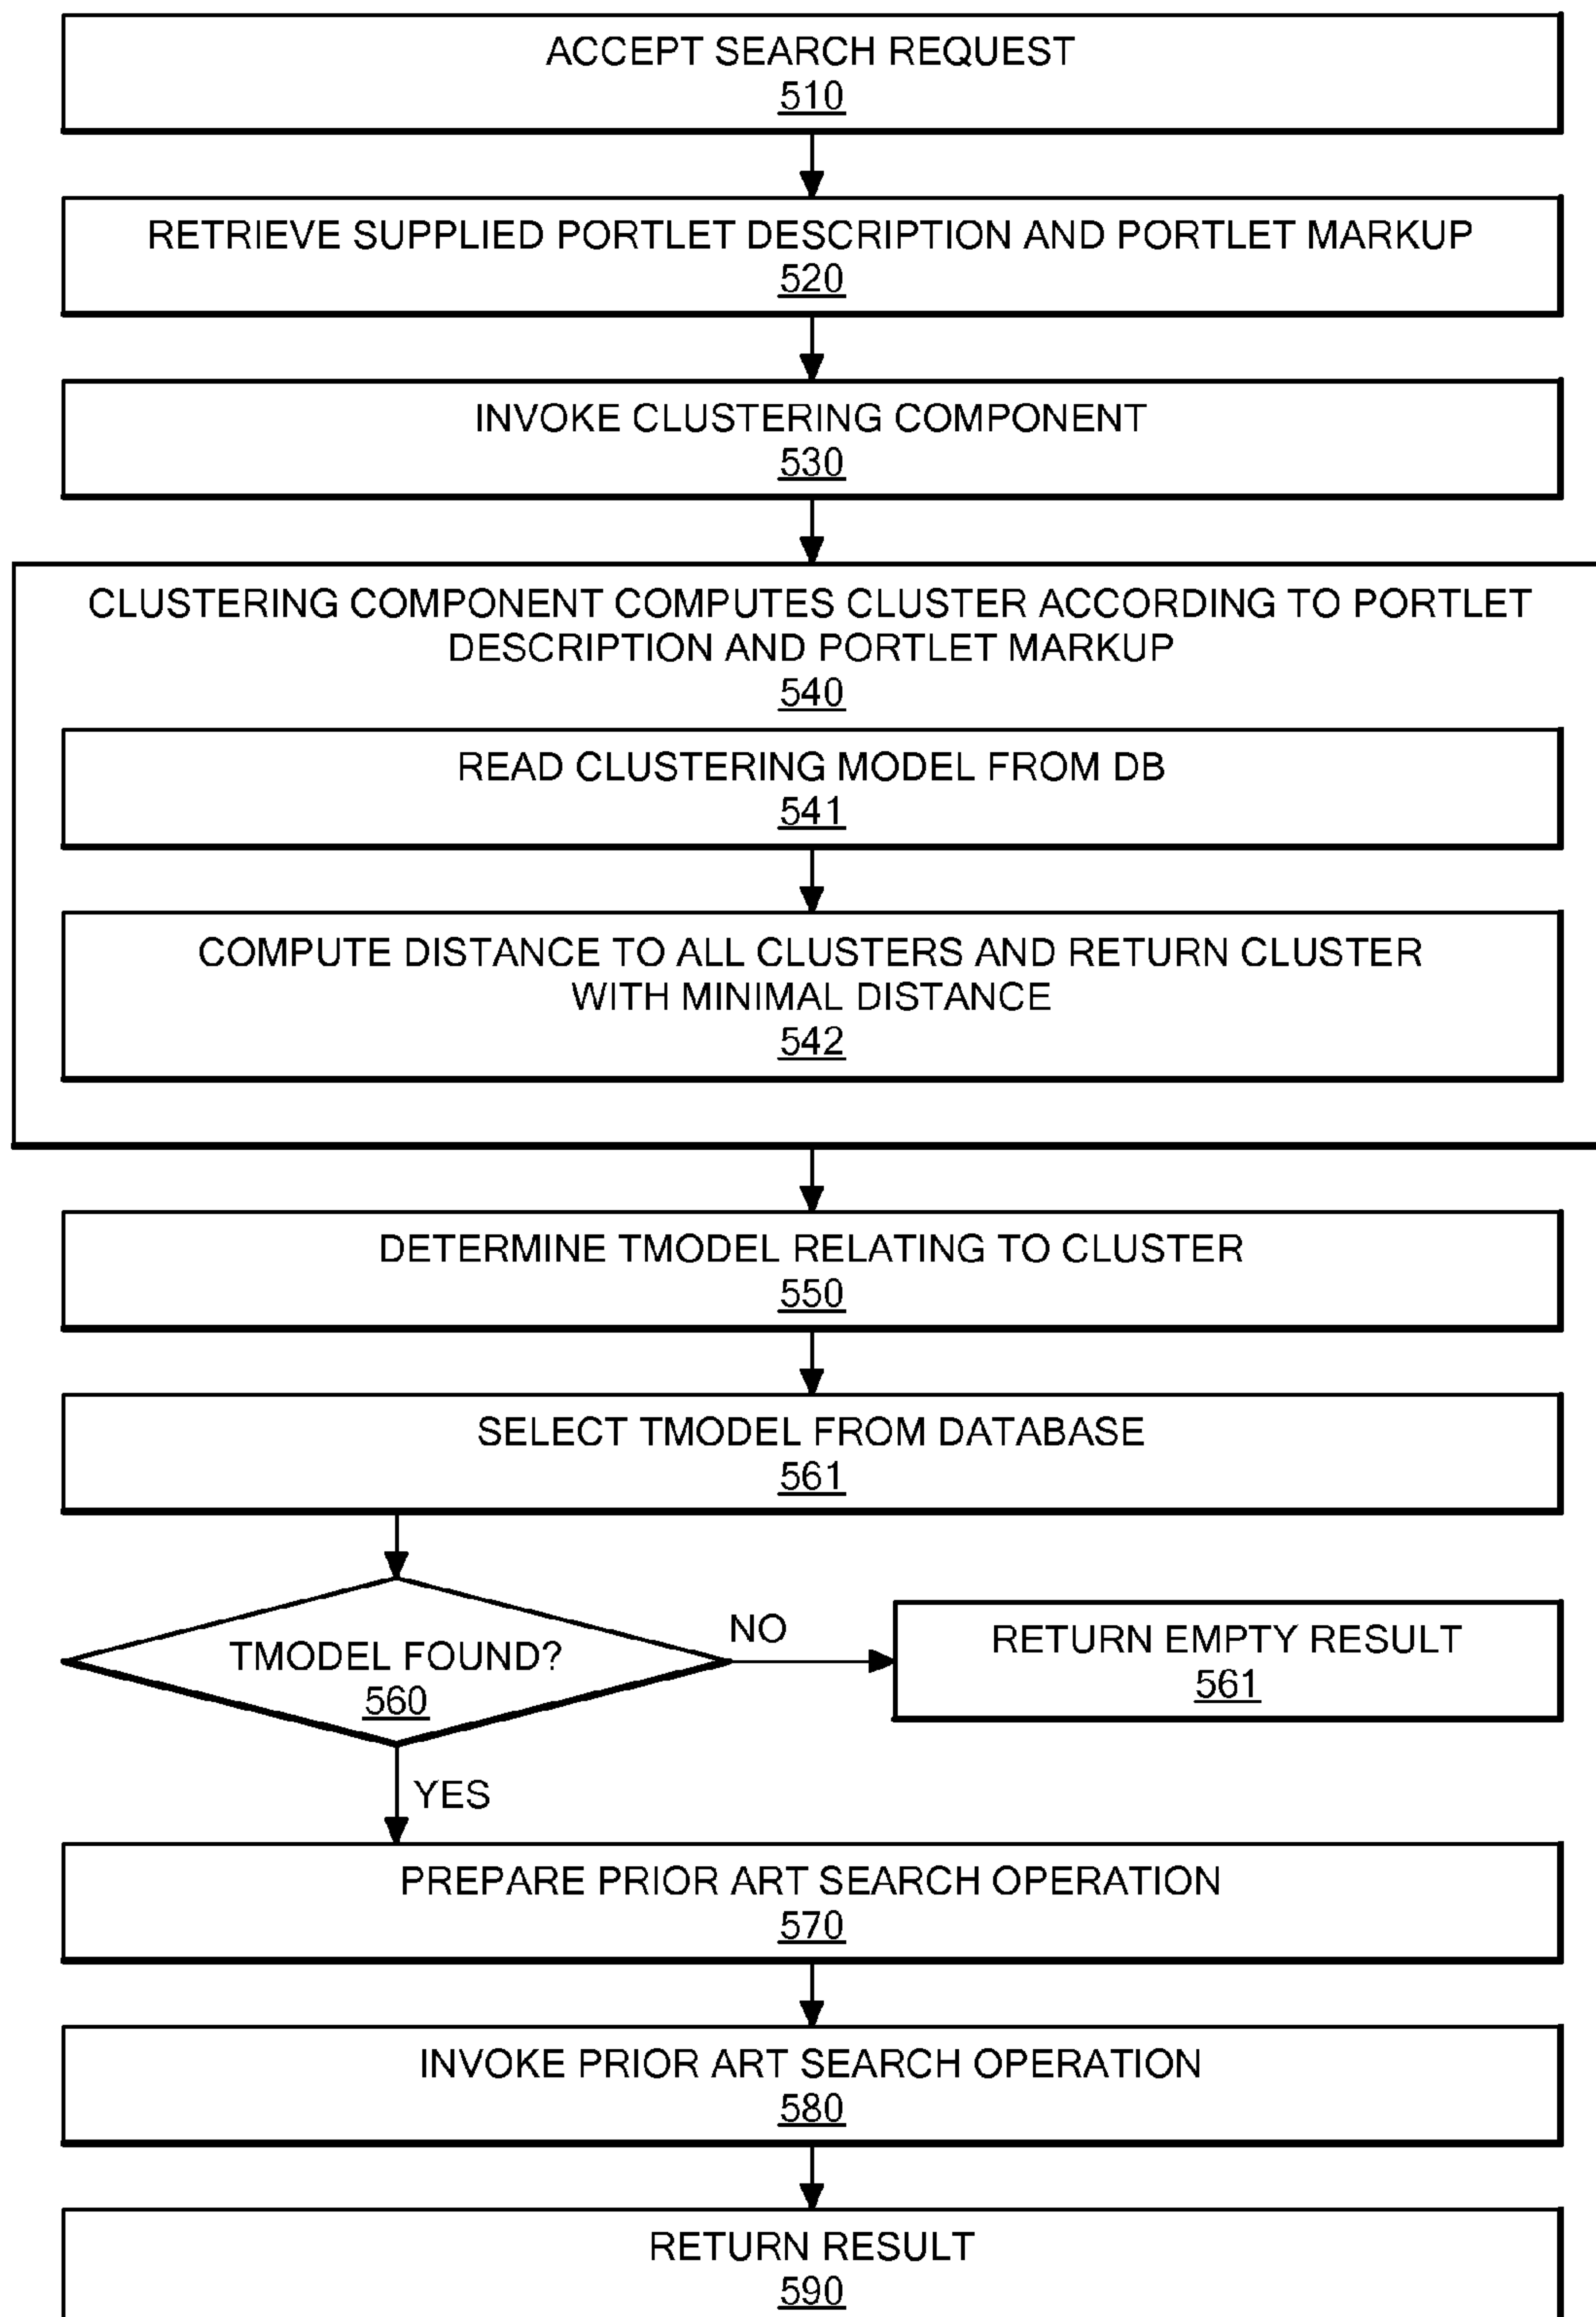 ACCEPT SEARCH REQUEST
510
RETRIEVE SUPPLIED PORTLET DESCRIPTION AND PORTLET MARKUP
520
INVOKE CLUSTERING COMPONENT
530
CLUSTERING COMPONENT COMPUTES CLUSTER ACCORDING TO PORTLET
DESCRIPTION AND PORTLET MARKUP
540
READ CLUSTERING MODEL FROM DB
541
COMPUTE DISTANCE TO ALL CLUSTERS AND RETURN CLUSTER
WITH MINIMAL DISTANCE
542
DETERMINE TMODEL RELATING TO CLUSTER
550
SELECT TMODEL FROM DATABASE
561
TMODEL FOUND?
560
NO
RETURN EMPTY RESULT
561
YES
PREPARE PRIOR ART SEARCH OPERATION
570
INVOKE PRIOR ART SEARCH OPERATION
580
RETURN RESULT
590